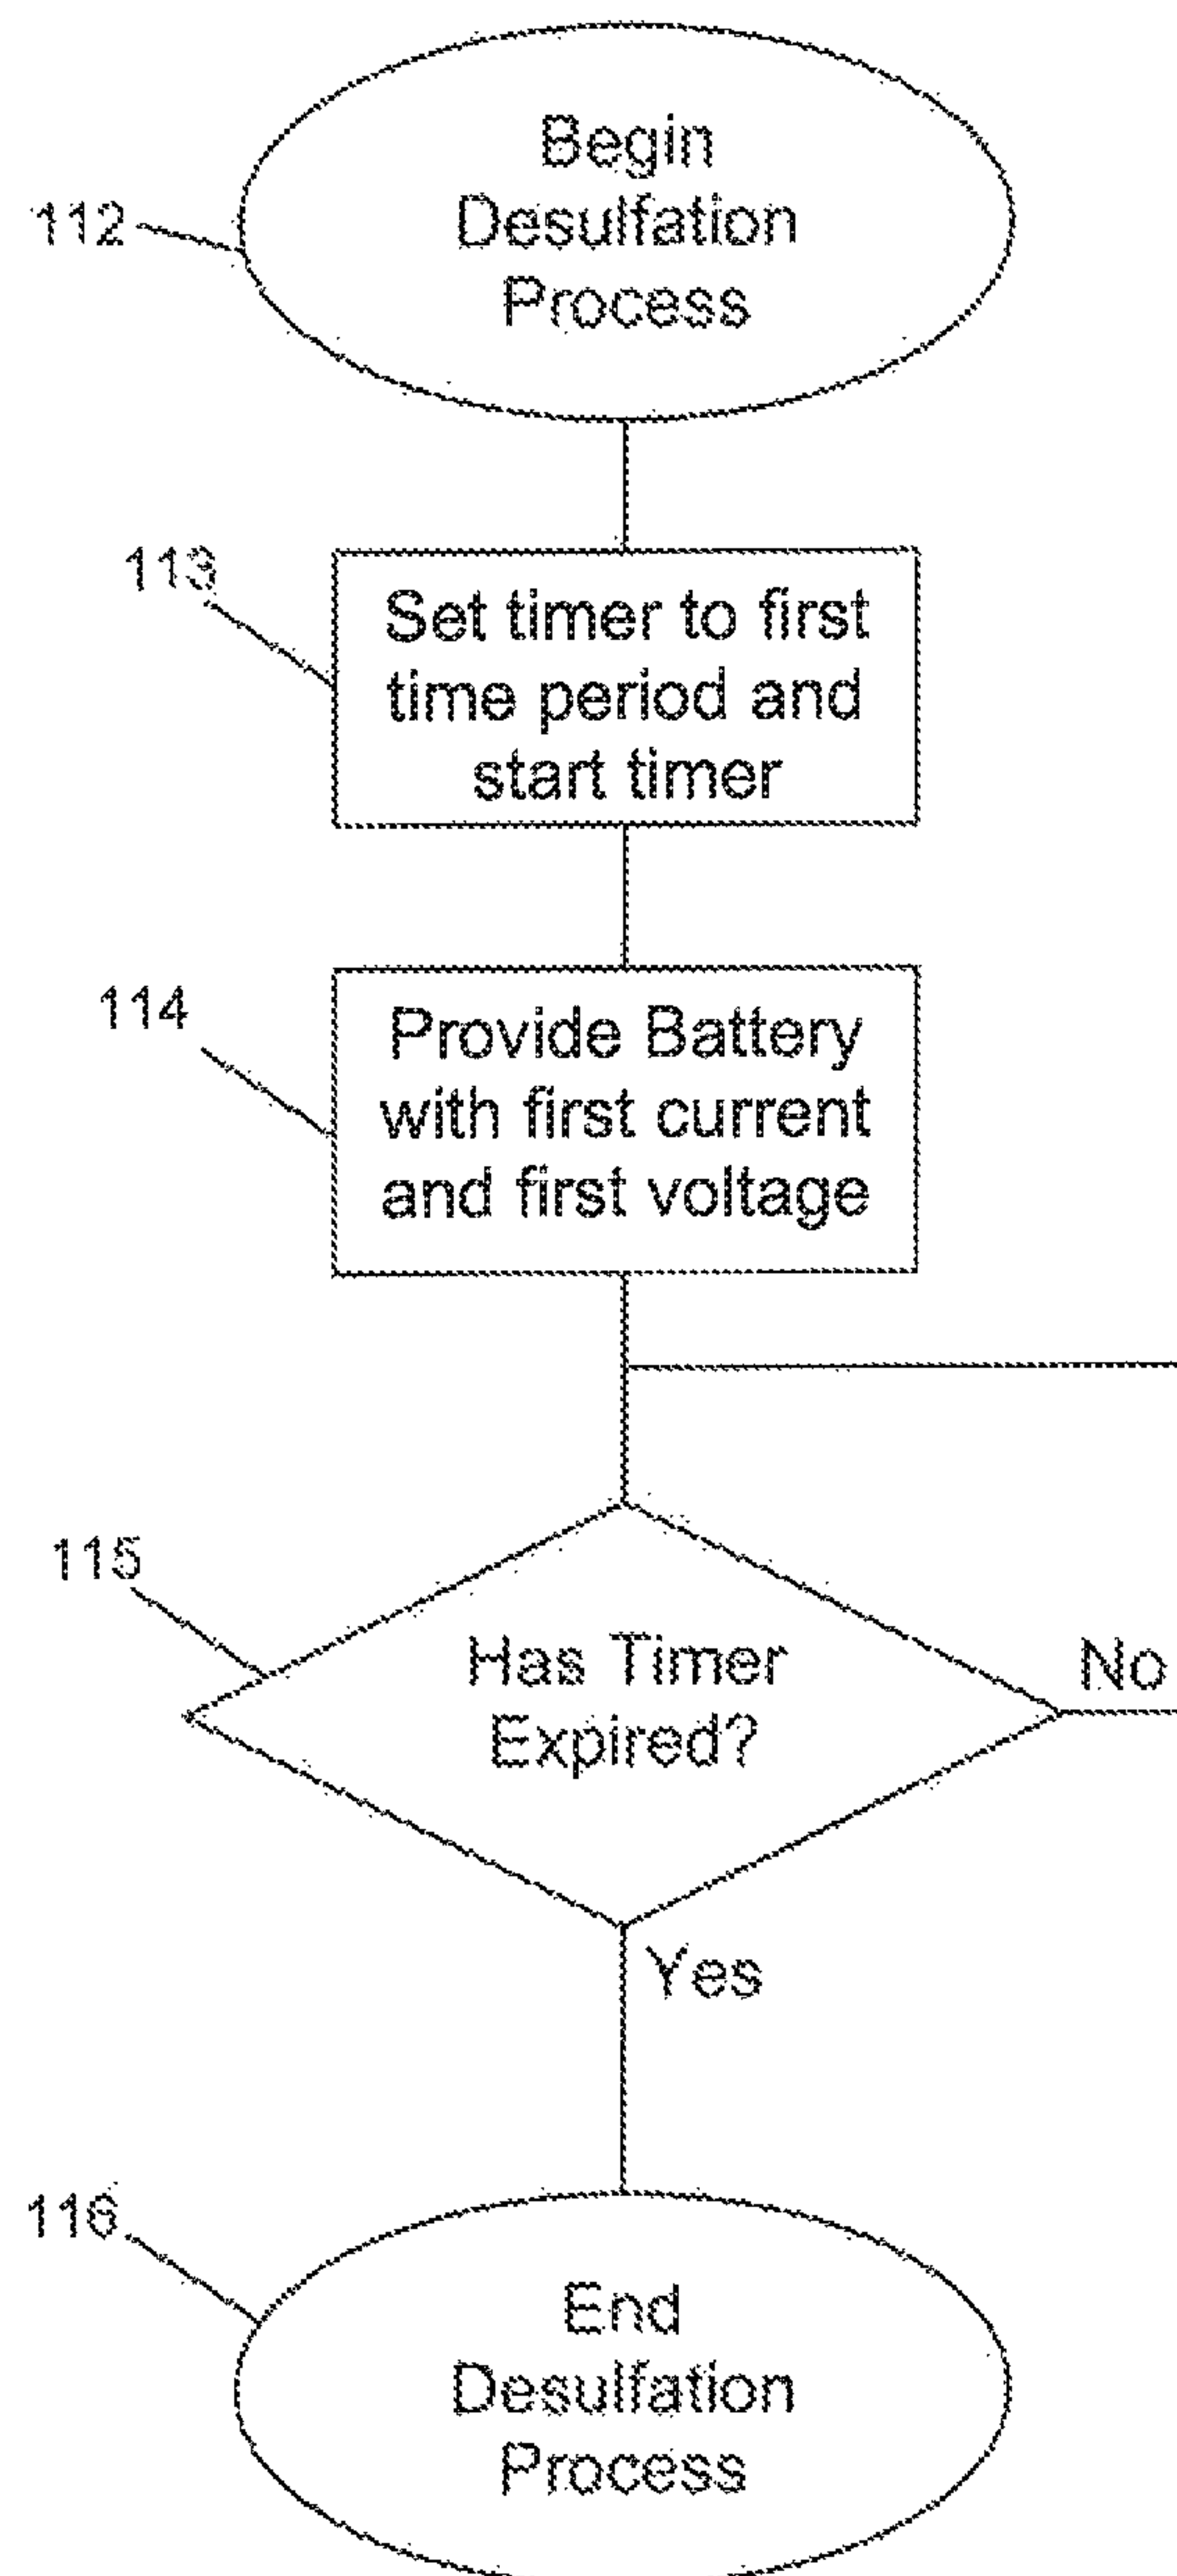 112
Begin
Desulfation
Process
113
Set timer to first
time period and
start timer
114
Provide Battery
with first current
and first voltage
115
Has Timer
Expired?
No
Yes
116
End
Desulfation
Process